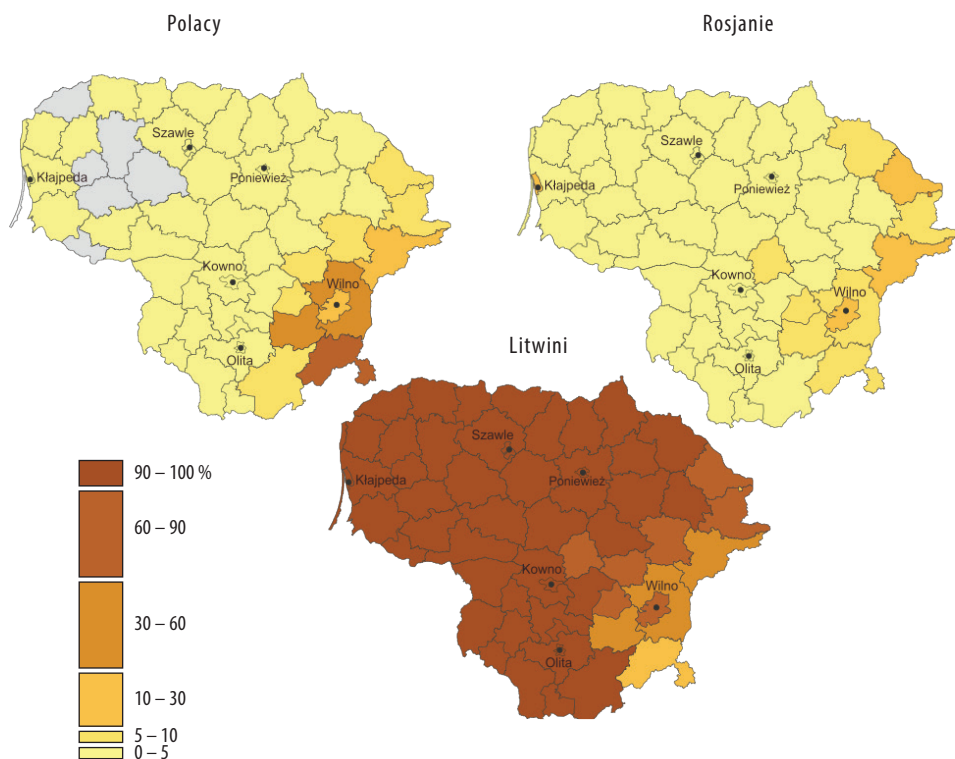 Polacy
Rosjanie
Szawle
Kłajpeda
Poniewież
Kowno
Wilno
Olita
Szawle
Kłajpeda
Poniewież
Kowno
Wilno
Olita
Litwini
Szawle
Kłajpeda
Poniewież
Kowno
Wilno
Olita
90 – 100 %
60 – 90
30 – 60
10 – 30
5 – 10
0 – 5